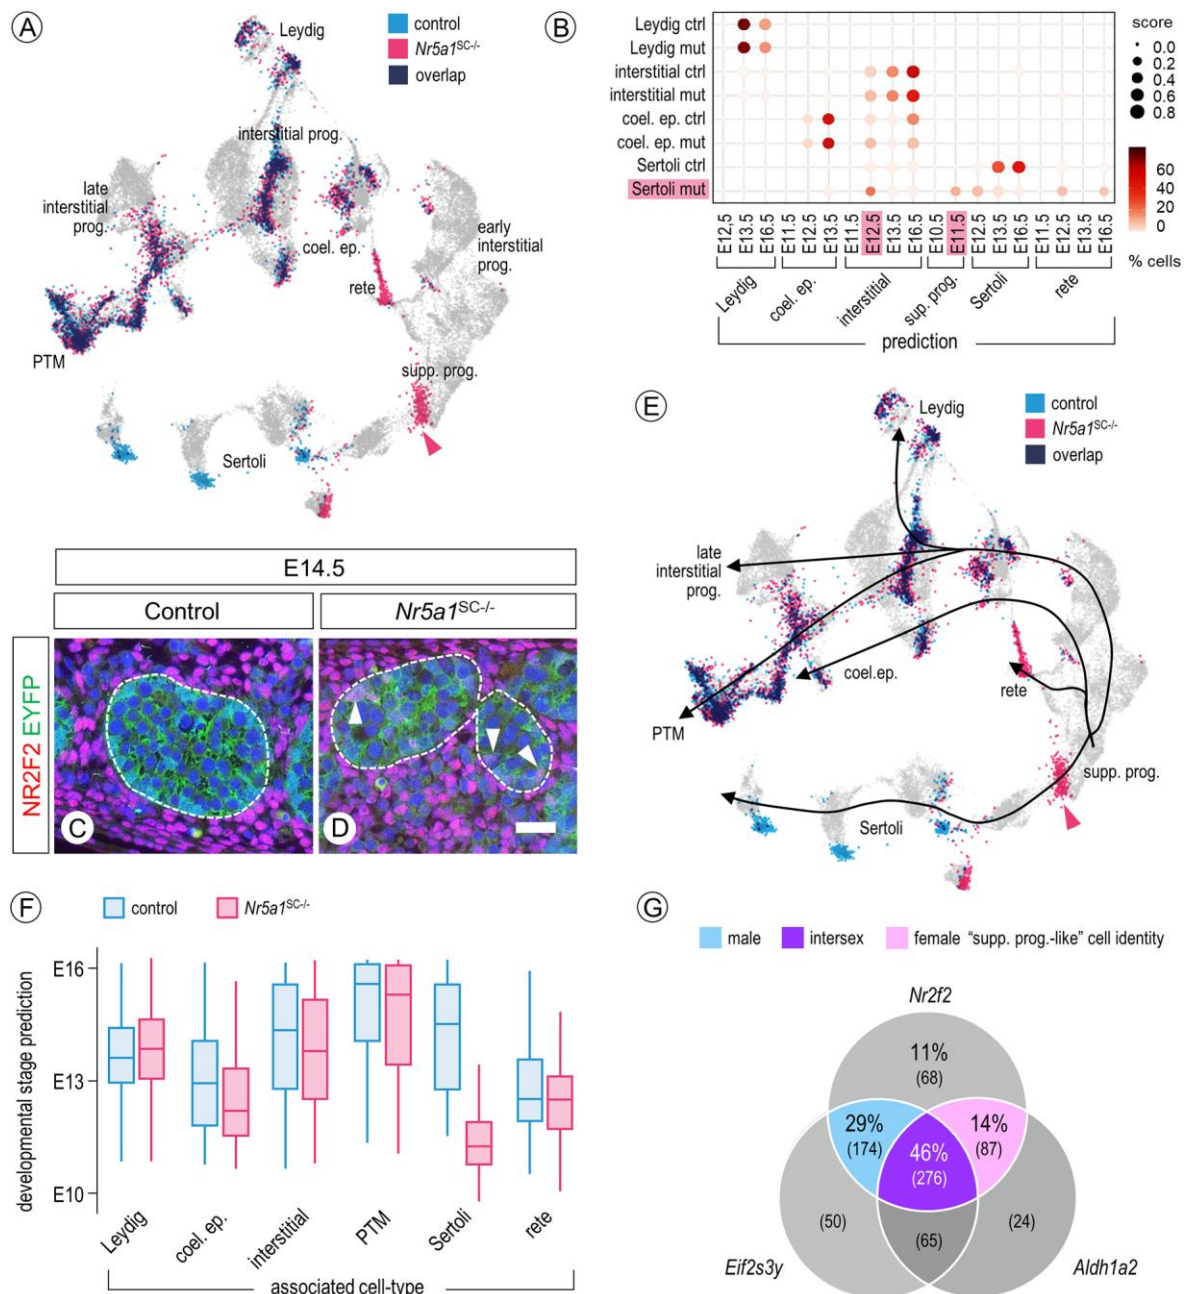 A
control
Nr5a1SC-/-
overlap
Leydig
interstitial prog.
late
interstitial
prog.
coel. ep.
early
interstitial
prog.
rete
PTM
supp. prog.
Sertoli
B
Leydig ctrl
Leydig mut
interstitial ctrl
interstitial mut
coel. ep. ctrl
coel. ep. mut
Sertoli ctrl
Sertoli mut
E12,5 E13.5 E16.5 E11.5 E12.5 E13.5 E11.5 E12.5 E13.5 E16.5 E10.5 E11.5 E12.5 E13.5 E16.5 E11.5 E12.5 E13.5 E16.5
Leydig coel. ep. interstitial sup. prog. Sertoli rete
prediction
score
0.0
0.2
0.4
0.6
0.8
60
40
20
0
% cells
E14.5
Control Nr5a1SC-/-
NR2F2 EYFP
C D
E
control
Nr5a1SC-/-
overlap
Leydig
late
interstitial
prog.
coel.ep.
rete
PTM
supp. prog.
Sertoli
F
control Nr5a1SC-/-
developmental stage prediction
E16
E13
E10
Leydig coel. ep. interstitial PTM Sertoli rete
associated cell-type
G
male intersex female “supp. prog.-like” cell identity
Nr2f2
11%
(68)
29% 14%
(174) (87)
46%
(276)
(50) (24)
(65)
Eif2s3y Aldh1a2